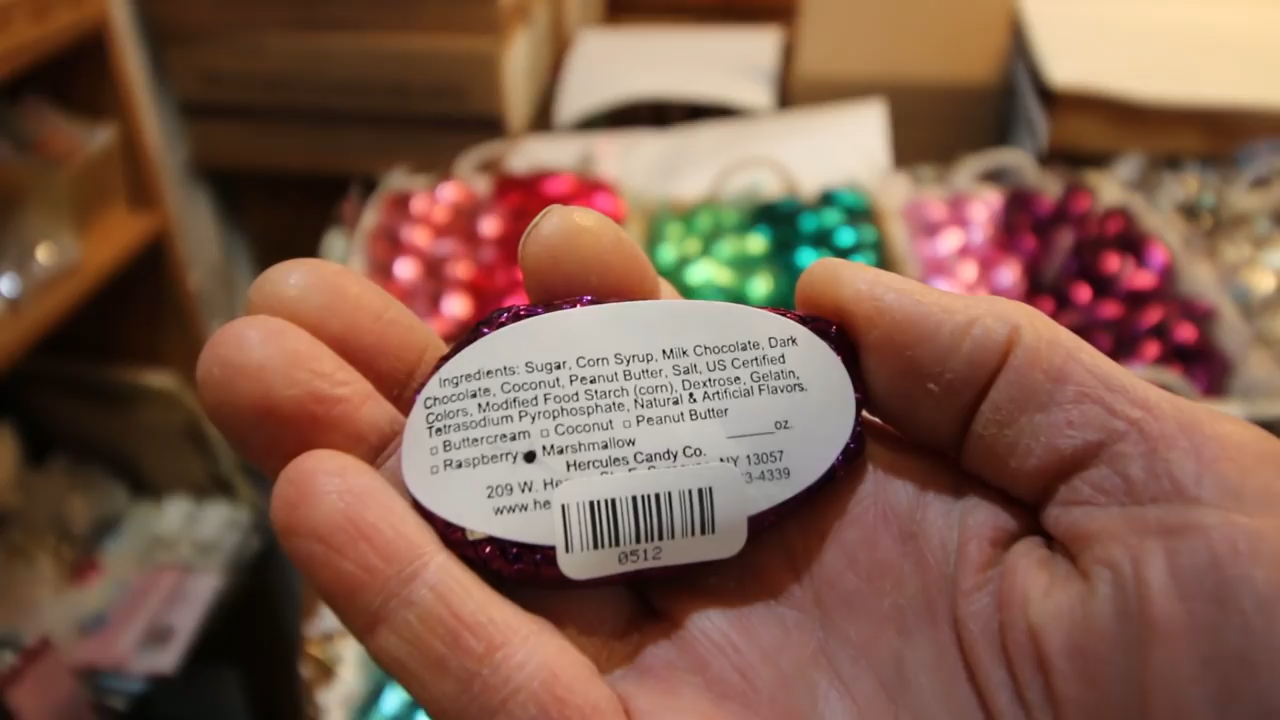 Ingredients: Sugar, Corn Syrup, Milk Chocolate, Dark
Chocolate, Coconut, Peanut Butter, Salt, US Certified
Colors, Modified Food Starch (corn), Dextrose, Gelatin,
Tetrasodium Pyrophosphate, Natural & Artificial Flavors.
□ Buttercream □ Coconut □ Peanut Butter
□ Raspberry ● Marshmallow _____oz.
Hercules Candy Co.
209 W. He NY 13057
www.he 3-4339
0512